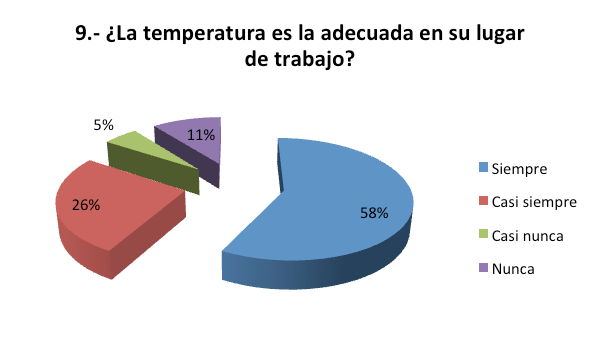 9.- ¿La temperatura es la adecuada en su lugar
de trabajo?
5%
11%
26%
58%
Siempre
Casi siempre
Casi nunca
Nunca